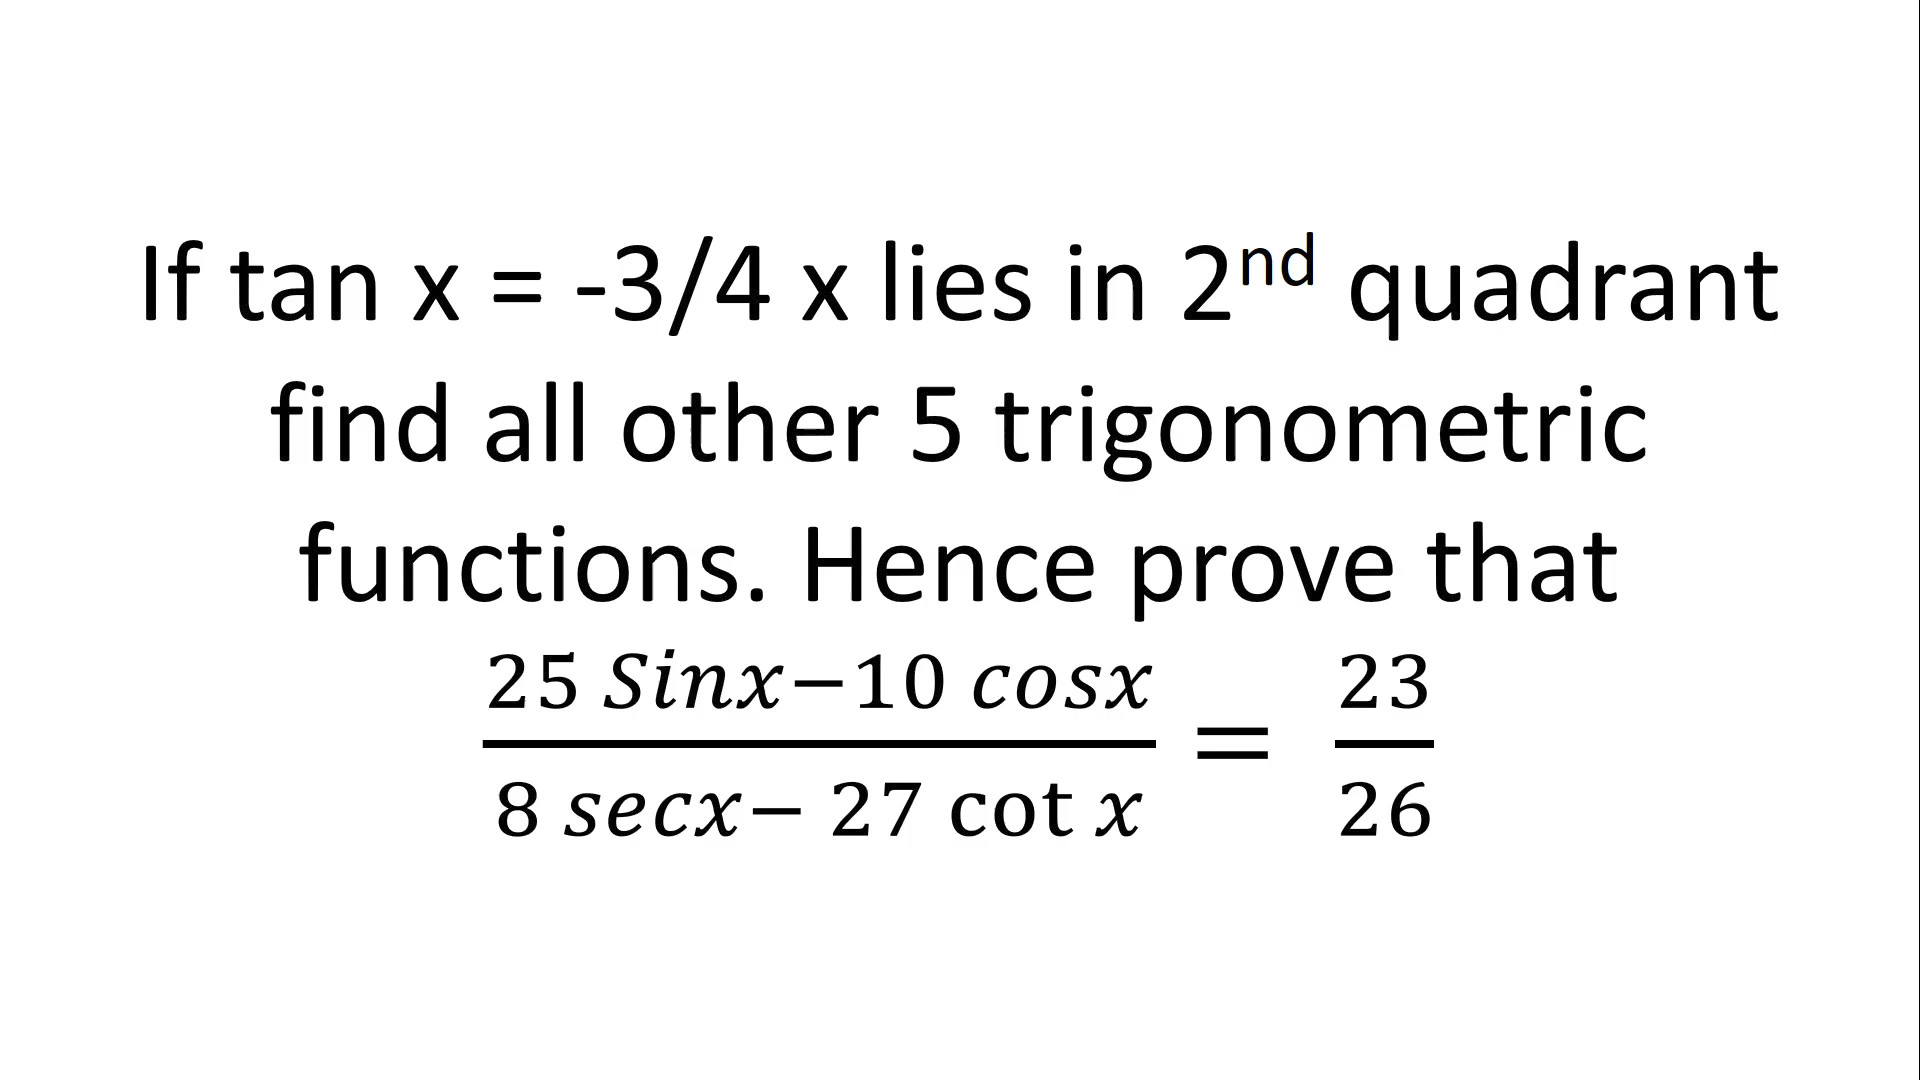 If tan x = -3/4 x lies in 2nd quadrant
find all other 5 trigonometric
functions. Hence prove that
25 Sinx−10 cosx / 8 secx− 27 cot x = 23 / 26